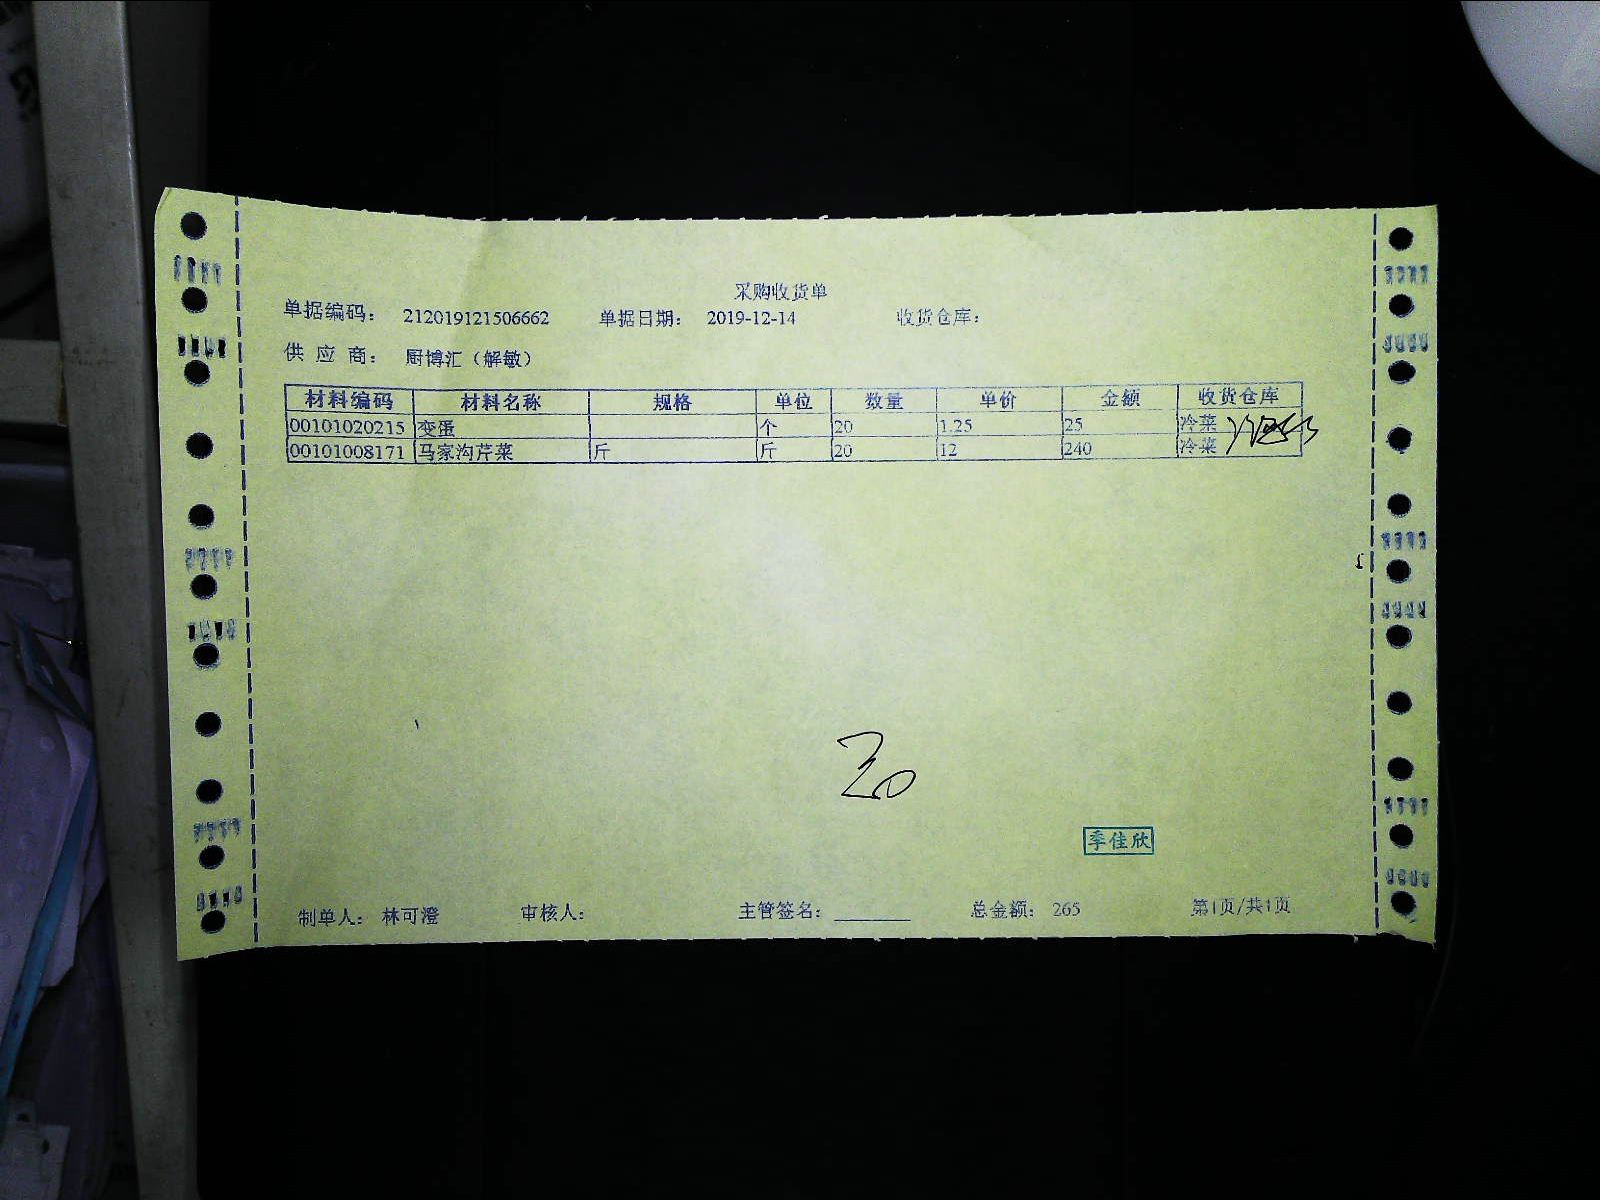 采购收货单
单据编码： 212019121506662 单据日期： 2019-12-14 收货仓库：
供 应 商： 厨博汇（解敏）
材料编码 材料名称 规格 单位 数量 单价 金额 收货仓库
00101020215 变蛋 个 20 1.25 25 冷菜
00101008171 马家沟芹菜 斤 斤 20 12 240 冷菜
季佳欣
制单人： 林可澄 审核人： 主管签名： 总金额： 265 第1页/共1页